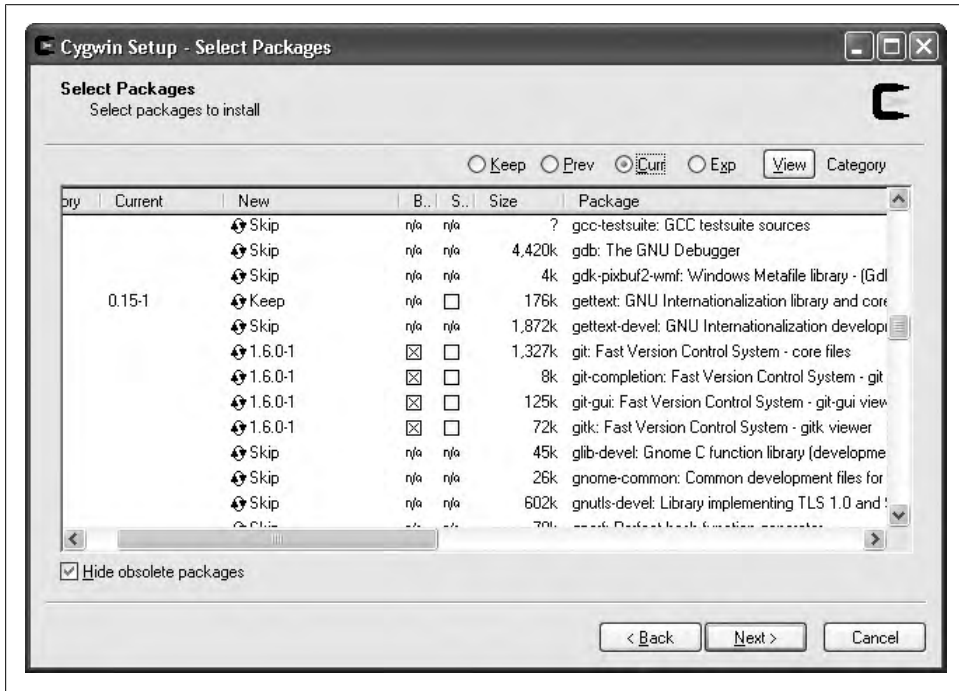 Cygwin Setup - Select Packages
Select Packages
Select packages to install
Keep Prev Curr Exp View Category
ory Current New B.. S.. Size Package
Skip n/a n/a ? gcc-testsuite: GCC testsuite sources
Skip n/a n/a 4,420k gdb: The GNU Debugger
Skip n/a n/a 4k gdk-pixbuf2-wmf: Windows Metafile library - (Gdl
0.15-1 Keep n/a 176k gettext: GNU Internationalization library and core
Skip n/a n/a 1,872k gettext-devel: GNU Internationalization develop
1.6.0-1 1,327k git: Fast Version Control System - core files
1.6.0-1 8k git-completion: Fast Version Control System - git
1.6.0-1 125k git-gui: Fast Version Control System - git-gui view
1.6.0-1 72k gitk: Fast Version Control System - gitk viewer
Skip n/a n/a 45k glib-devel: Gnome C function library (developme
Skip n/a n/a 26k gnome-common: Common development files for
Skip n/a n/a 602k gnutls-devel: Library implementing TLS 1.0 and
Hide obsolete packages
< Back Next > Cancel